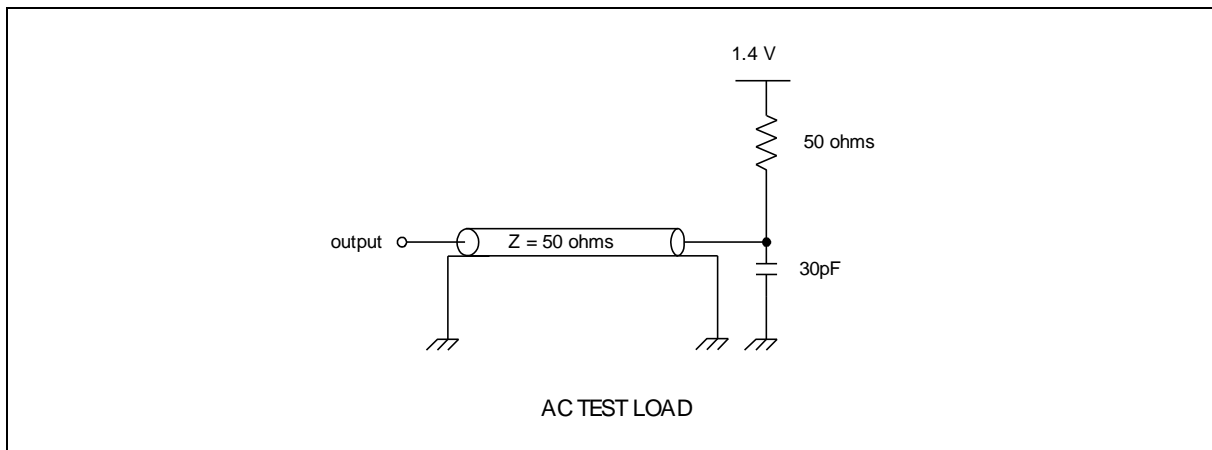 1.4 V
50 ohms
output
Z = 50 ohms
30pF
AC TEST LOAD